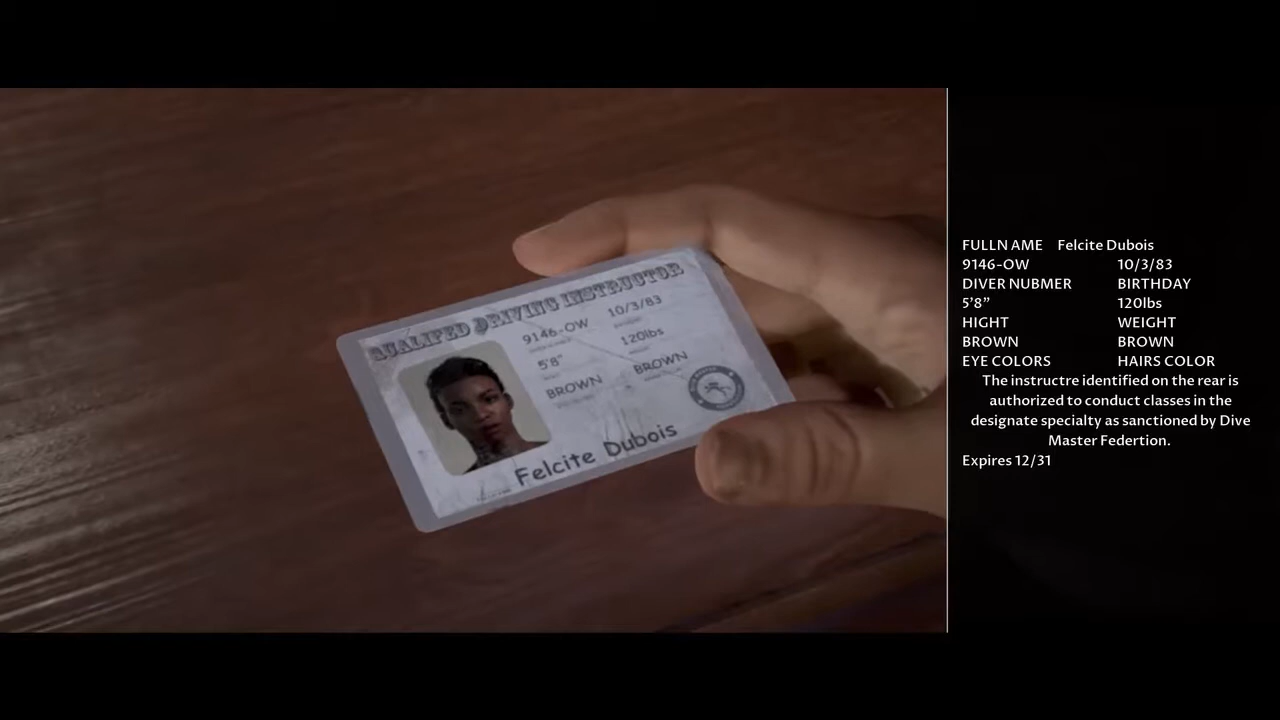 QUALIFED DRIVING INSTRUCTOR
9146-OW 10/3/83
5'8" 120lbs
BROWN BROWN
Felcite Dubois
FULLN AME Felcite Dubois
9146-OW 10/3/83
DIVER NUBMER BIRTHDAY
5’8” 120lbs
HIGHT WEIGHT
BROWN BROWN
EYE COLORS HAIRS COLOR
The instructre identified on the rear is
authorized to conduct classes in the
designate specialty as sanctioned by Dive
Master Federtion.
Expires 12/31